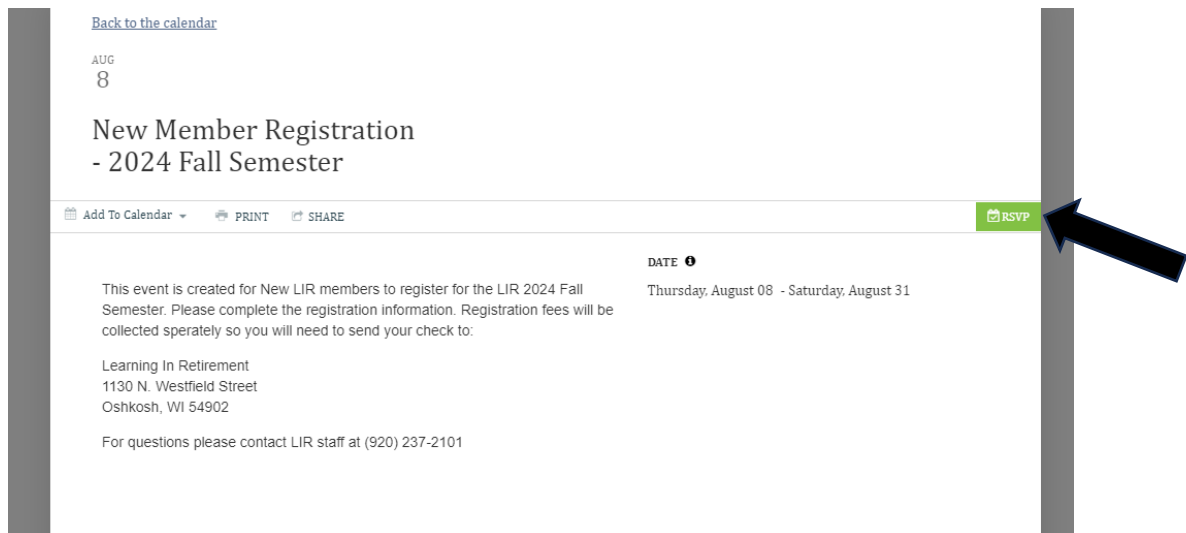 Back to the calendar
AUG
8
New Member Registration
- 2024 Fall Semester
Add To Calendar PRINT SHARE RSVP
This event is created for New LIR members to register for the LIR 2024 Fall
Semester. Please complete the registration information. Registration fees will be
collected sperately so you will need to send your check to:
Learning In Retirement
1130 N. Westfield Street
Oshkosh, WI 54902
For questions please contact LIR staff at (920) 237-2101
DATE
Thursday, August 08 - Saturday, August 31